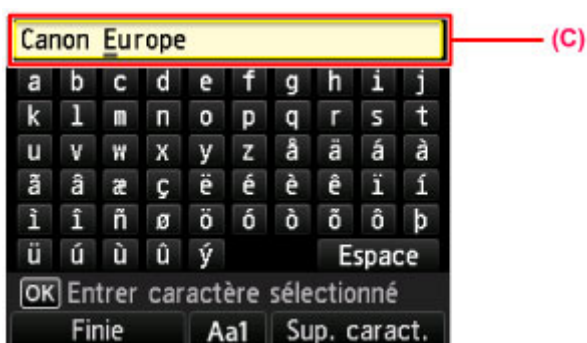 Canon Europe (C)
a b c d e f g h i j
k l m n o p q r s t
u v w x y z å ä á à
ã â æ ç ë é è ê ï í
ì î ñ ø ö ó ò õ ô þ
ü ú ù û ý Espace
OK Entrer caractère sélectionné
Finie Aa1 Sup. caract.